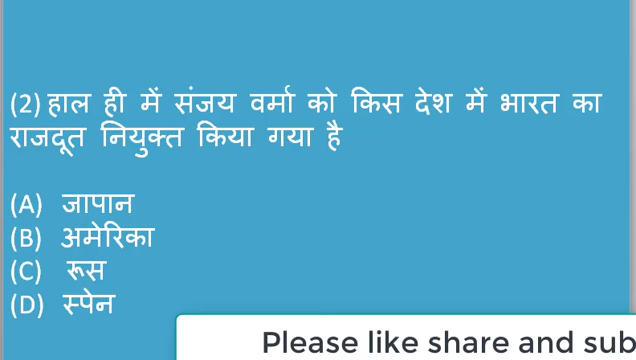 (2) हाल ही में संजय वर्मा को किस देश में भारत का
राजदूत नियुक्त किया गया है
(A) जापान
(B) अमेरिका
(C) रूस
(D) स्पेन
Please like share and sub